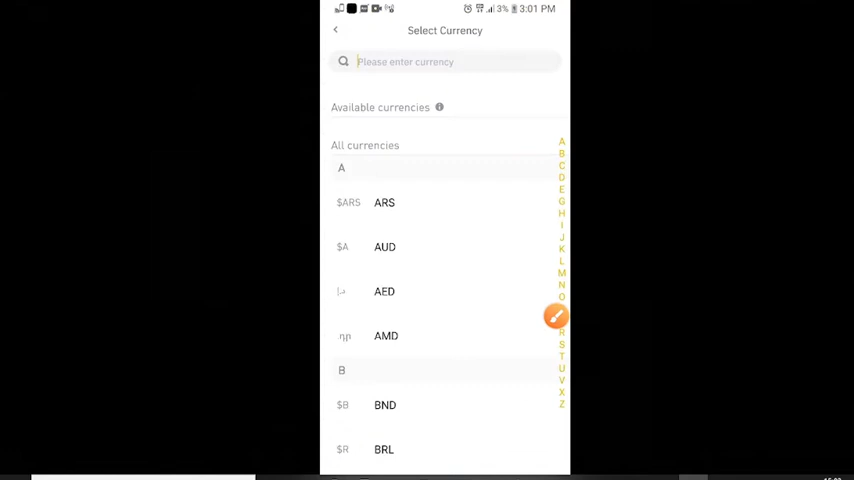 3% 3:01 PM
Select Currency
Please enter currency
Available currencies
All currencies
A
$ARS ARS
$A AUD
د.إ AED
դր AMD
B
$B BND
$R BRL
A
B
C
D
E
G
H
I
J
K
L
M
N
O
R
S
T
U
V
X
Z